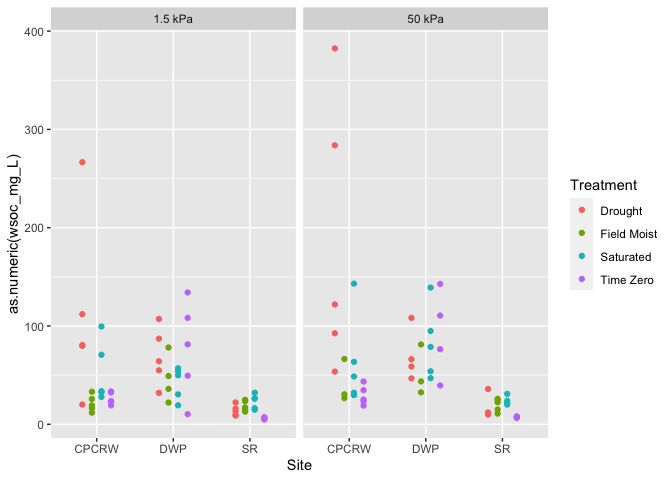 1.5 kPa
50 kPa
as.numeric(wsoc_mg_L)
400
300
200
100
0
CPCRW
DWP
SR
CPCRW
DWP
SR
Site
Treatment
Drought
Field Moist
Saturated
Time Zero